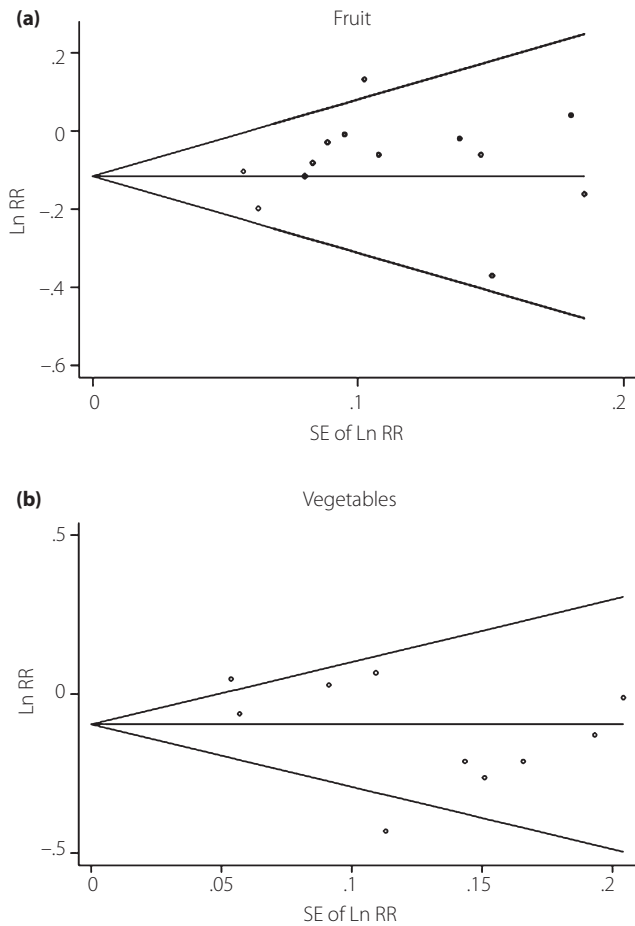 (a)
Fruit
.2
0
−.2
−.4
−.6
Ln RR
0
.1
.2
SE of Ln RR
(b)
Vegetables
.5
0
−.5
Ln RR
0
.05
.1
.15
.2
SE of Ln RR